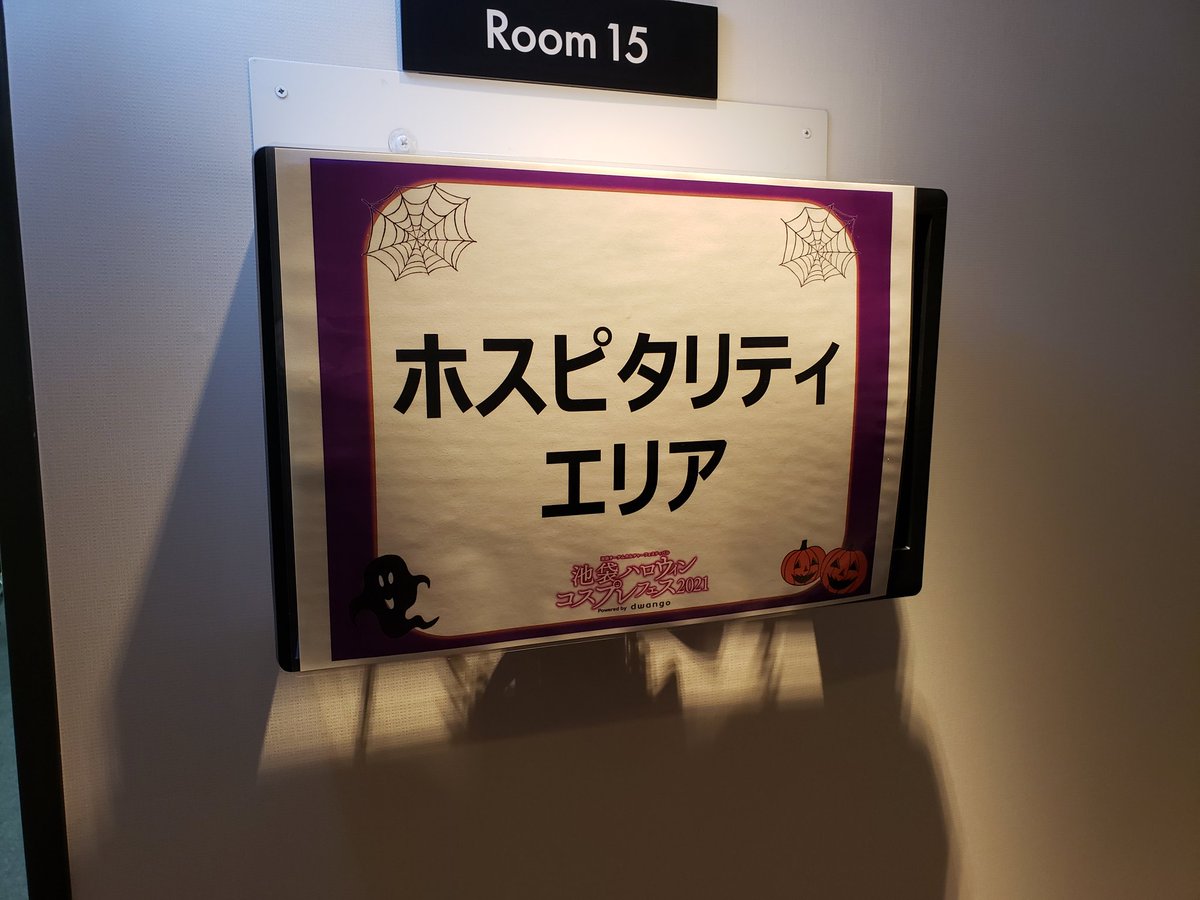 Room 15
ホスピタリティ
エリア
池袋ハロウィン
コスプレフェス2021
Powered by dwango